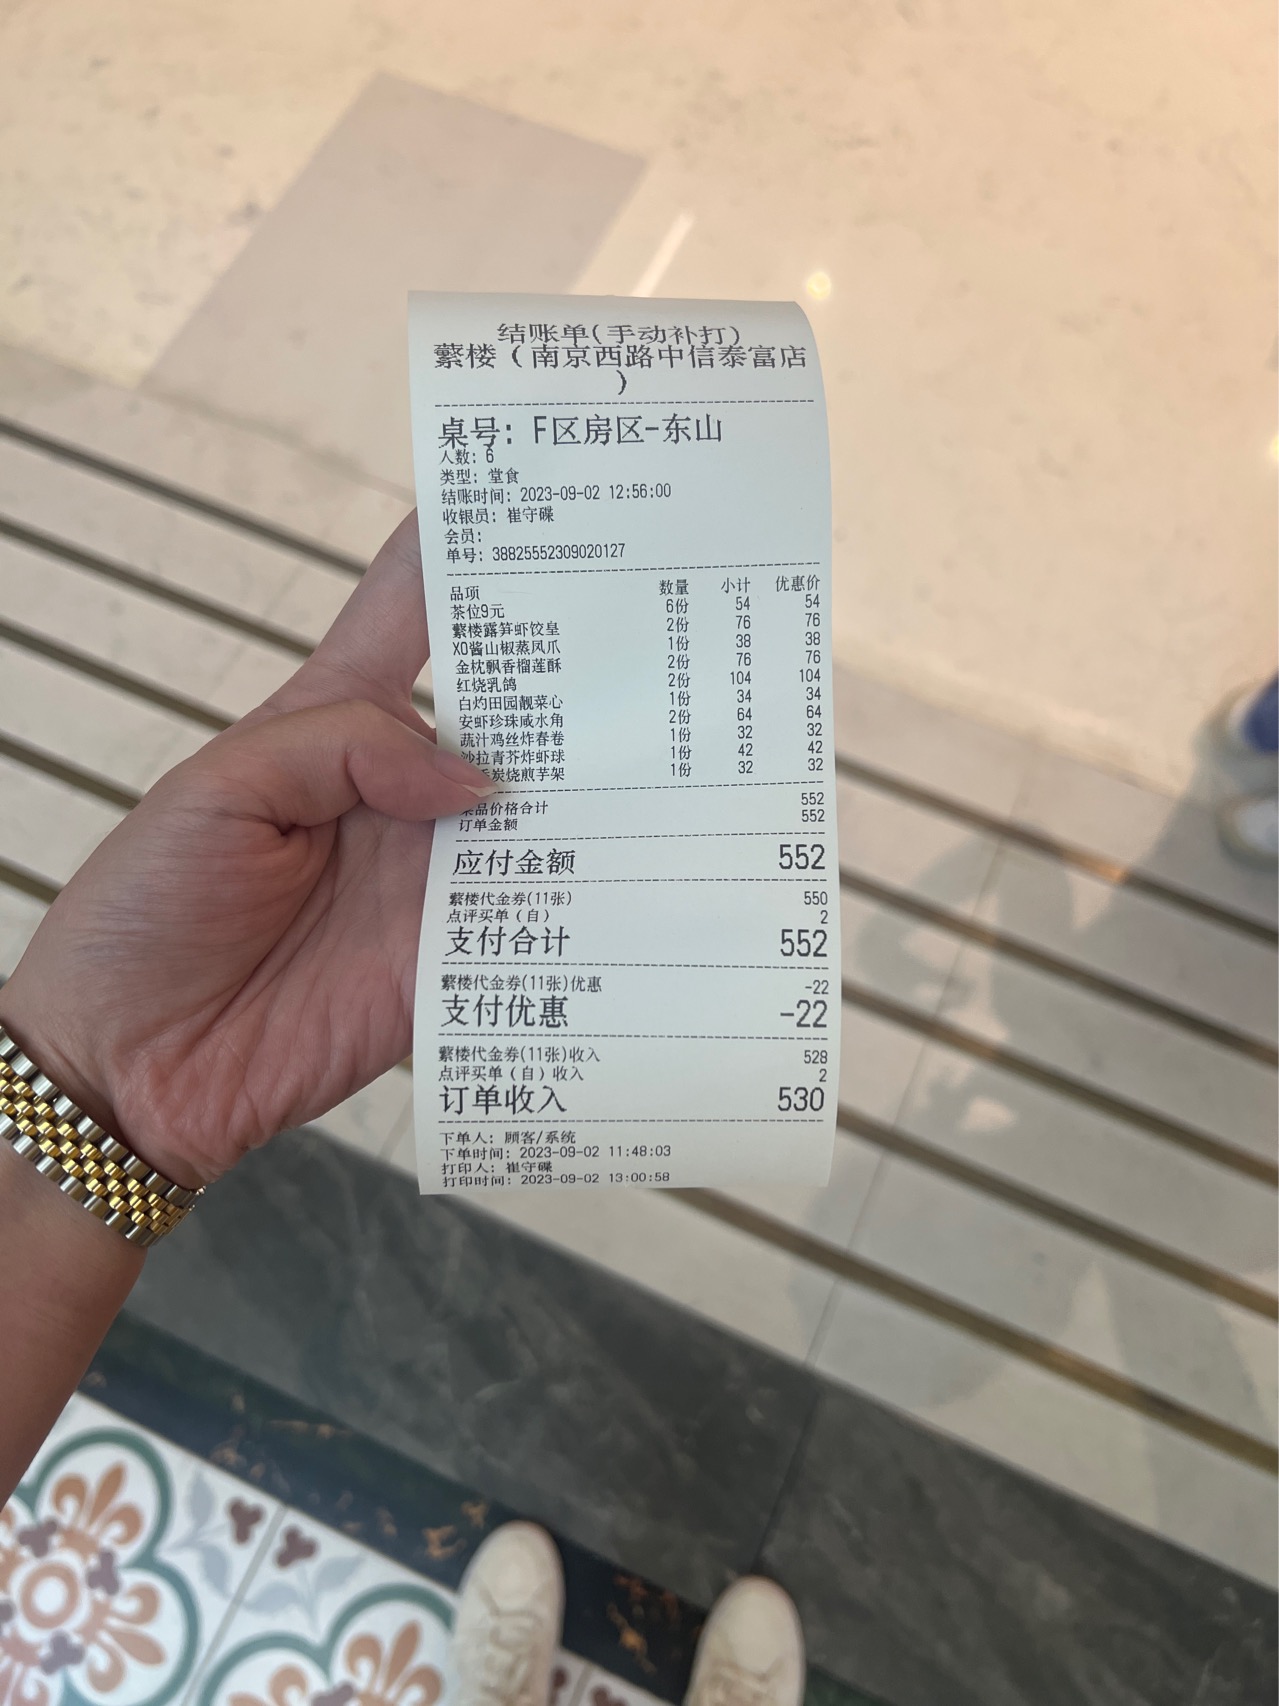 结账单(手动补打)
蘩楼（南京西路中信泰富店
）
桌号: F区房区-东山
人数: 6
类型: 堂食
结账时间: 2023-09-02 12:56:00
收银员: 崔守碟
会员:
单号: 38825552309020127
品项 数量 小计 优惠价
茶位9元 6份 54 54
蘩楼露笋虾饺皇 2份 76 76
XO酱山椒蒸凤爪 1份 38 38
金枕飘香榴莲酥 2份 76 76
红烧乳鸽 2份 104 104
白灼田园靓菜心 1份 34 34
安虾珍珠咸水角 2份 64 64
蔬汁鸡丝炸春卷 1份 32 32
沙拉青芥炸虾球 1份 42 42
炭烧煎芋架 1份 32 32
菜品价格合计 552
订单金额 552
应付金额 552
蘩楼代金券(11张) 550
点评买单（自） 2
支付合计 552
蘩楼代金券(11张)优惠 -22
支付优惠 -22
蘩楼代金券(11张)收入 528
点评买单（自）收入 2
订单收入 530
下单人: 顾客/系统
下单时间: 2023-09-02 11:48:03
打印人: 崔守碟
打印时间: 2023-09-02 13:00:58